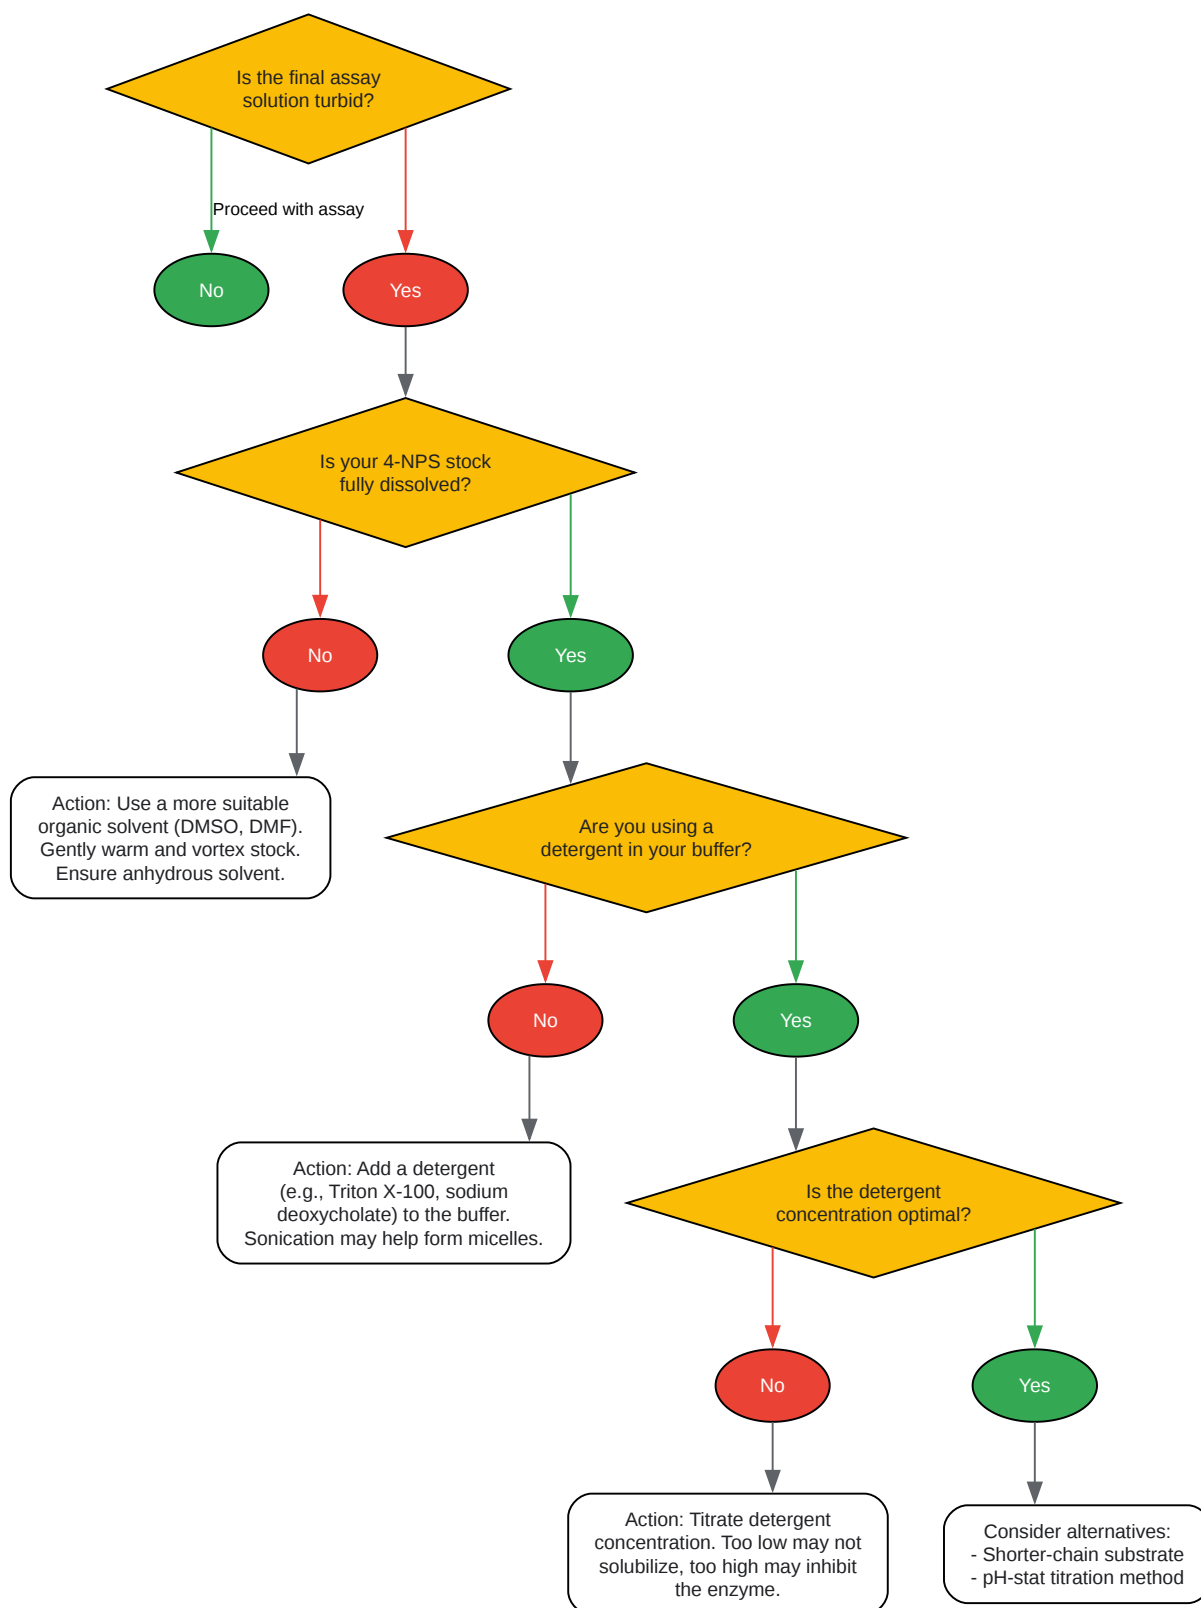 Is the final assay
solution turbid?
Proceed with assay
No
Yes
Is your 4-NPS stock
fully dissolved?
No
Yes
Action: Use a more suitable
organic solvent (DMSO, DMF).
Gently warm and vortex stock.
Ensure anhydrous solvent.
Are you using a
detergent in your buffer?
No
Yes
Action: Add a detergent
(e.g., Triton X-100, sodium
deoxycholate) to the buffer.
Sonication may help form micelles.
Is the detergent
concentration optimal?
No
Yes
Action: Titrate detergent
concentration. Too low may not
solubilize, too high may inhibit
the enzyme.
Consider alternatives:
- Shorter-chain substrate
- pH-stat titration method